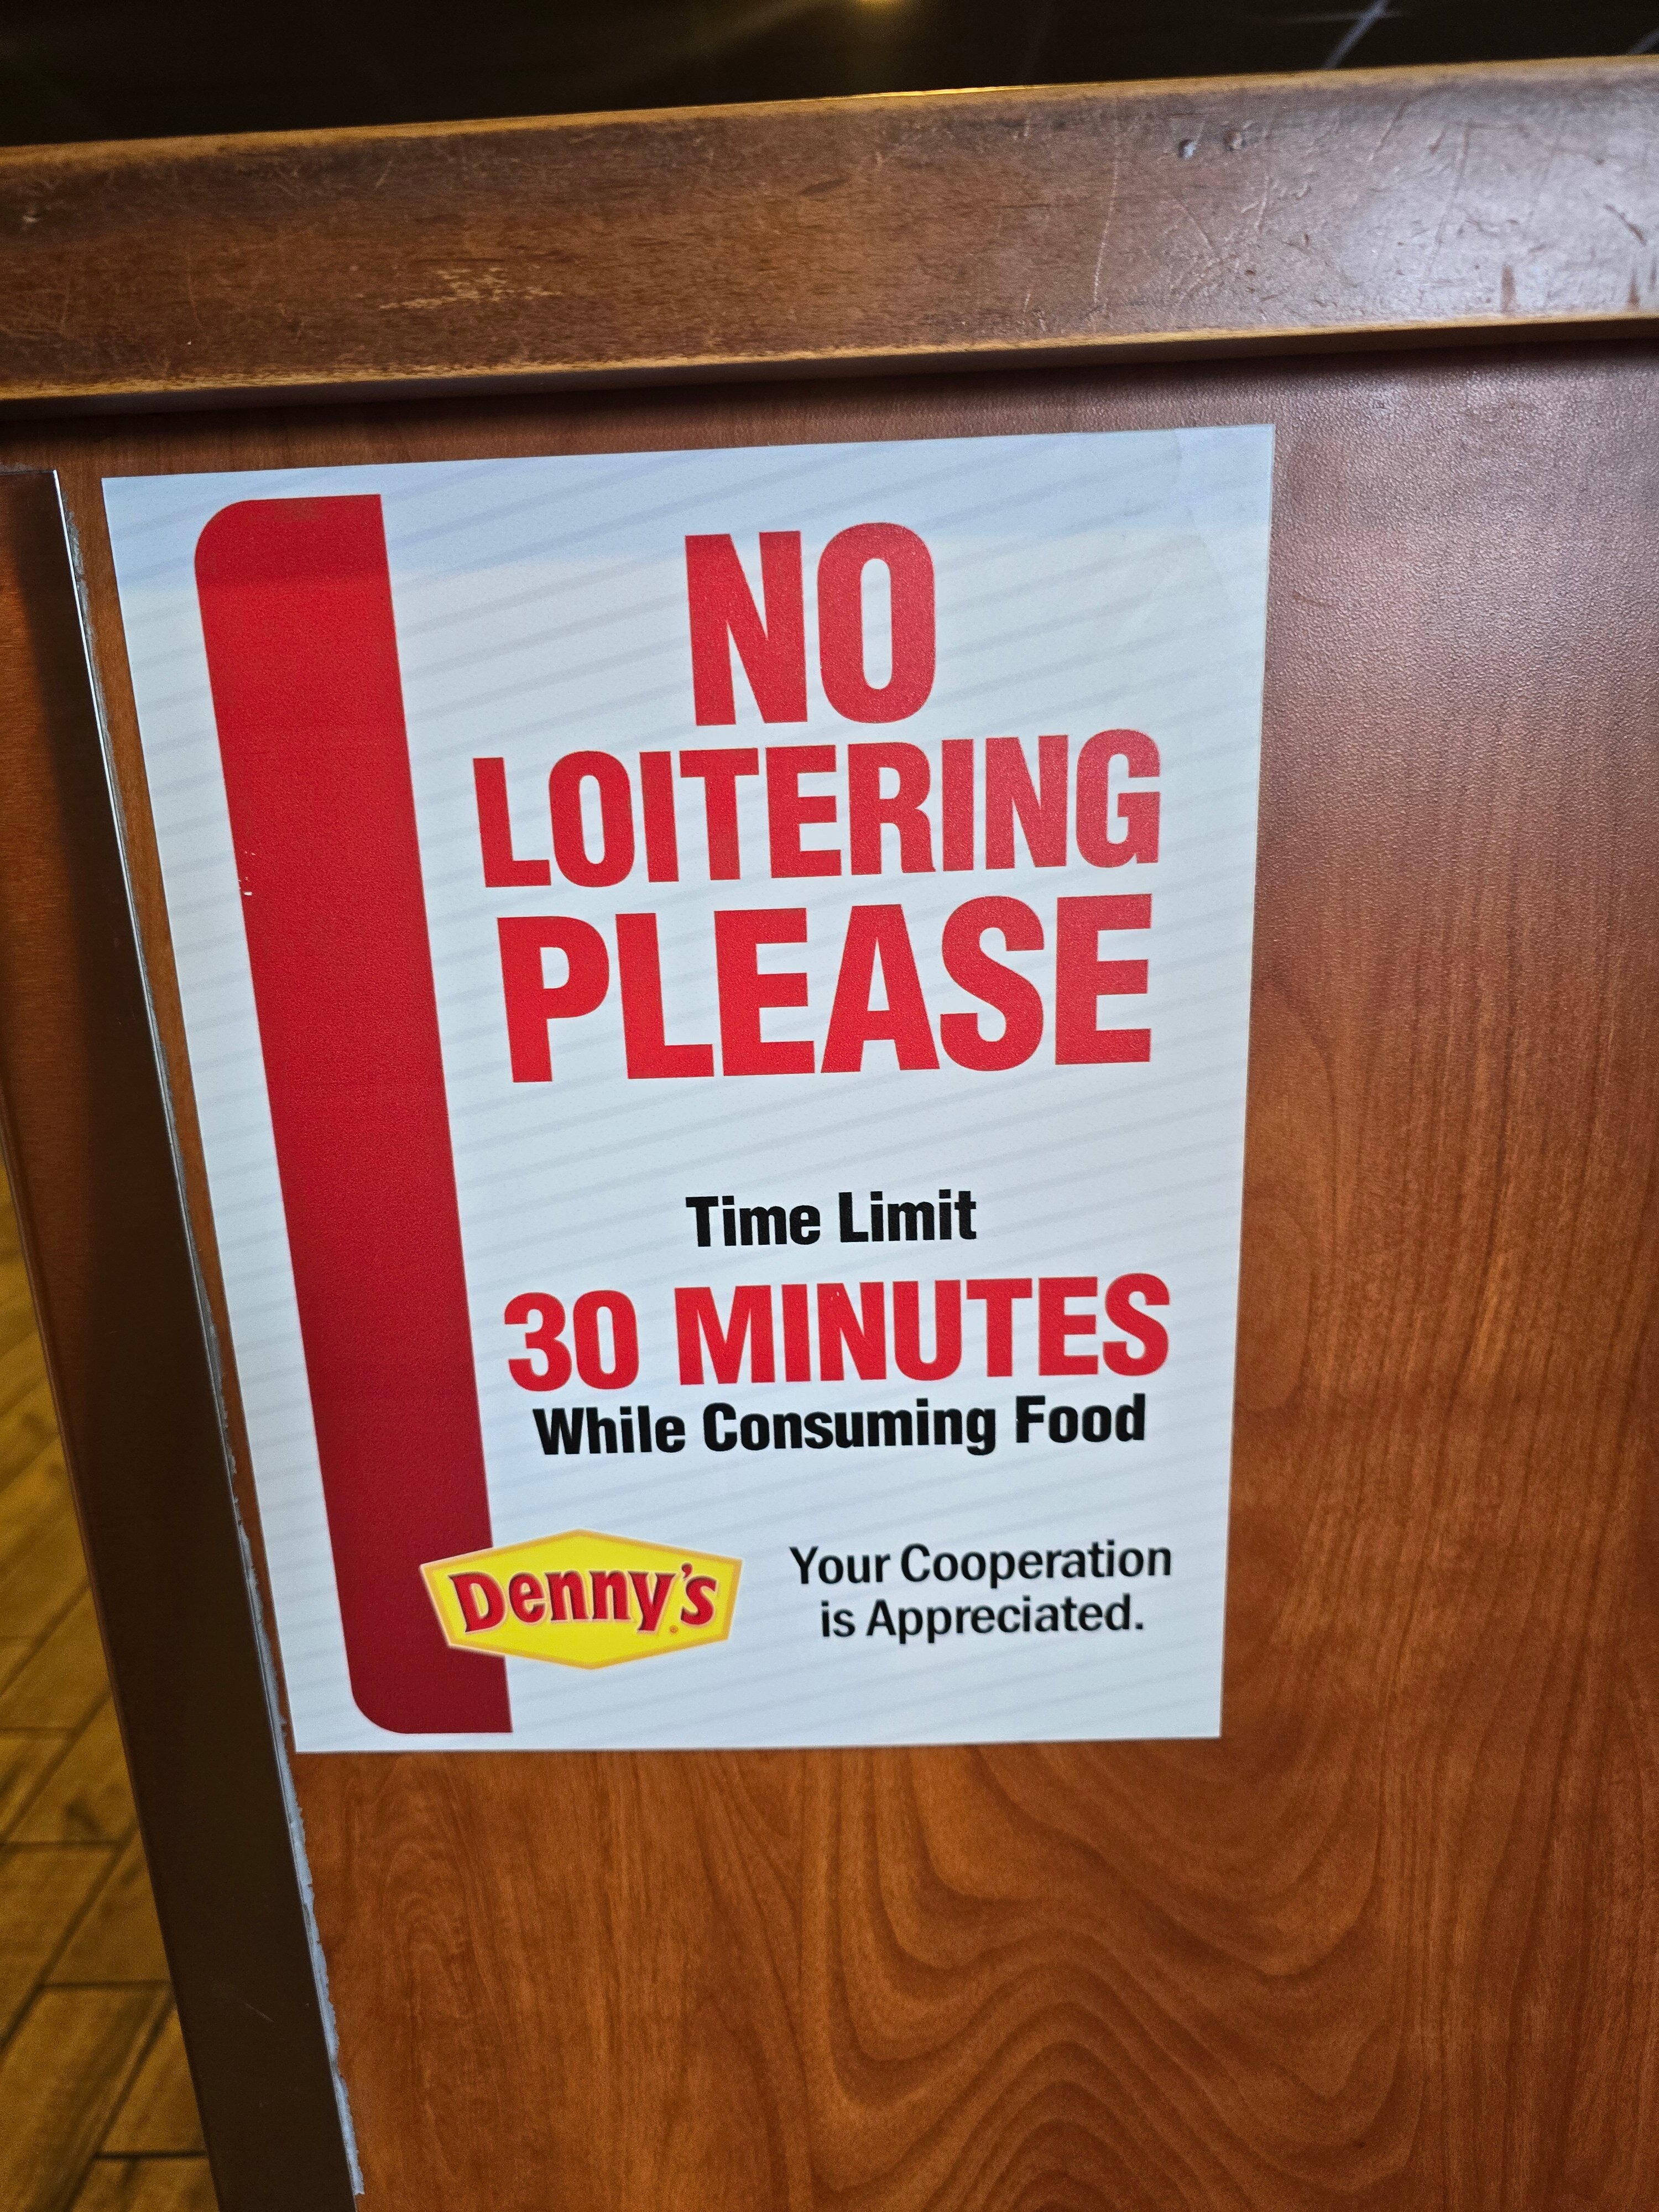 NO
LOITERING
PLEASE
Time Limit
30 MINUTES
While Consuming Food
Denny's
Your Cooperation
is Appreciated.